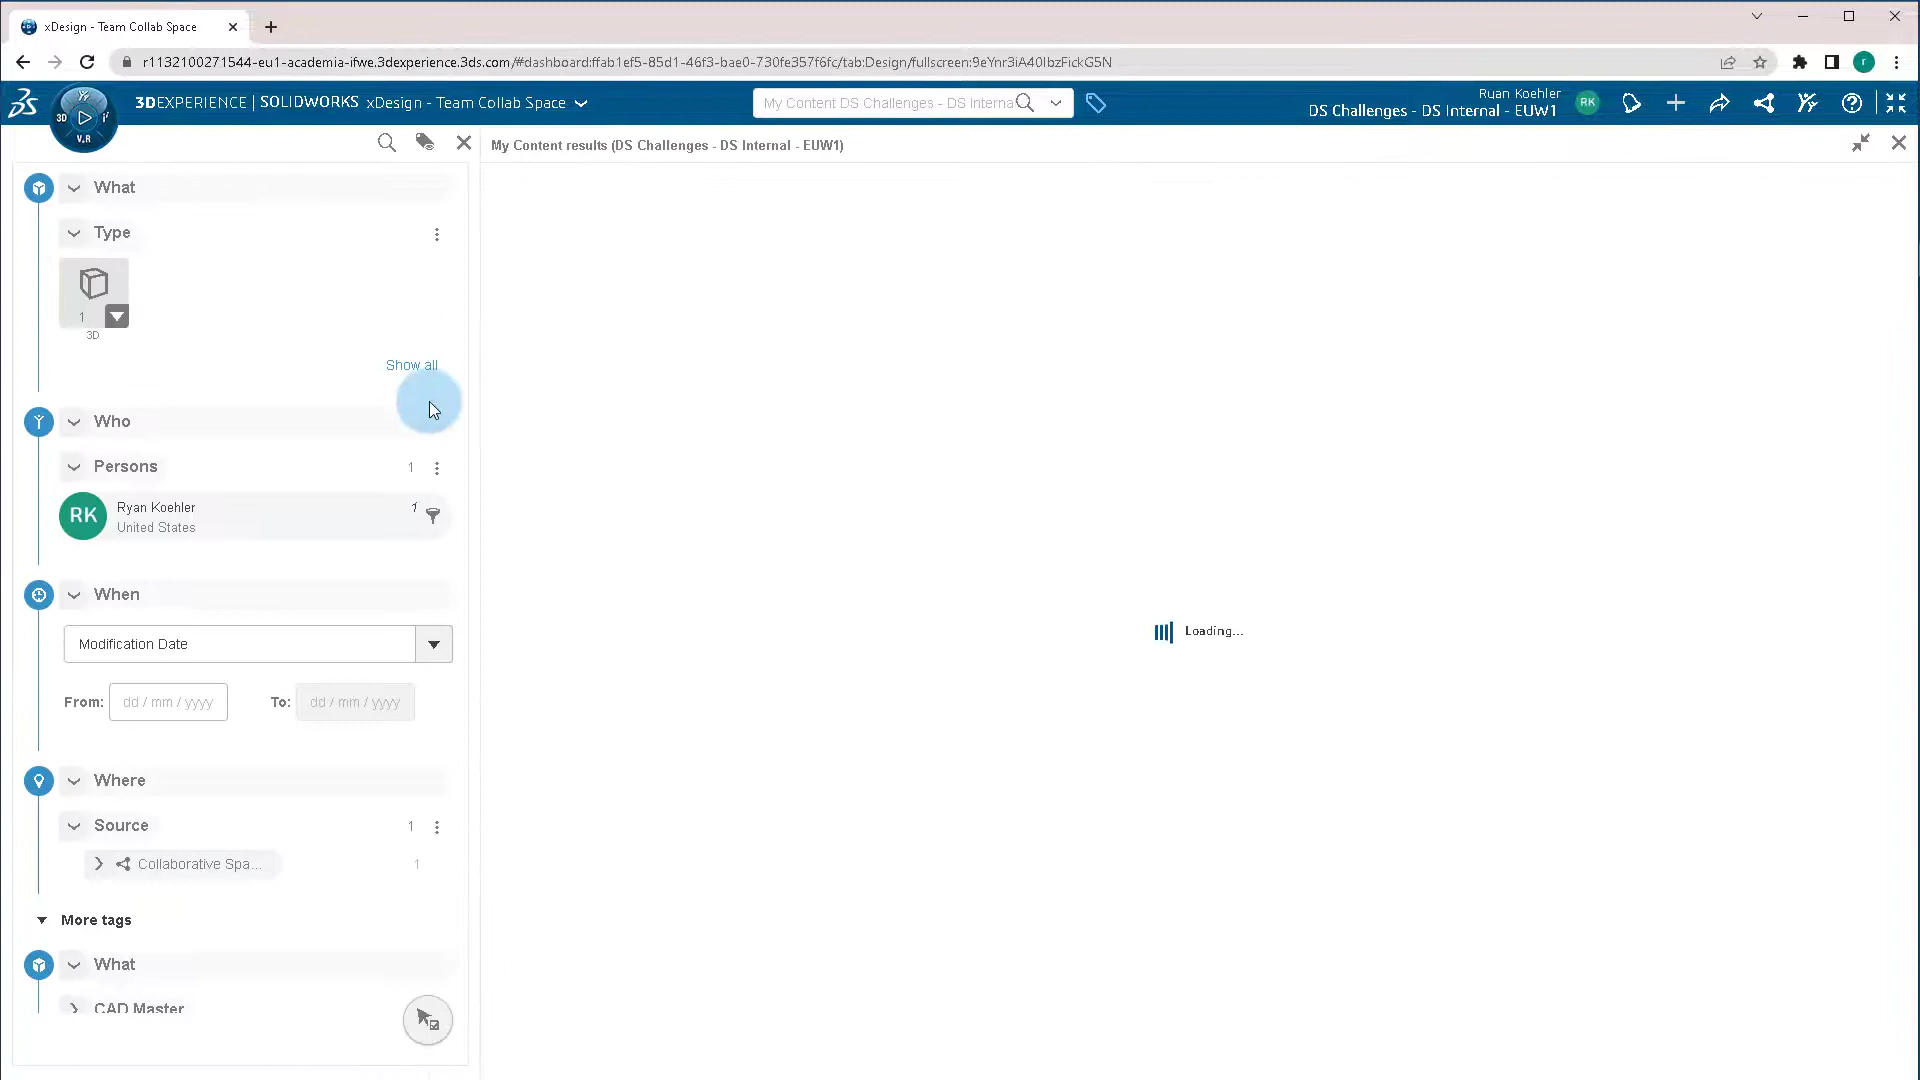 xDesign - Team Collab Space
r1132100271544-eu1-academia-ifwe.3dexperience.3ds.com/#dashboard:ffab1ef5-85d1-46f3-bae0-730fe357f6fc/tab:Design/fullscreen:9eYnr3iA40IbzFickG5N
r
3D
V.R
3DEXPERIENCE | SOLIDWORKS xDesign - Team Collab Space
My Content DS Challenges - DS Interna
Ryan Koehler
DS Challenges - DS Internal - EUW1
RK
My Content results (DS Challenges - DS Internal - EUW1)
What
Type
1
3D
Show all
Who
Persons 1
RK
Ryan Koehler 1
United States
When
Modification Date
From: dd / mm / yyyy To: dd / mm / yyyy
Where
Source 1
Collaborative Spa... 1
More tags
What
CAD Master
Loading...